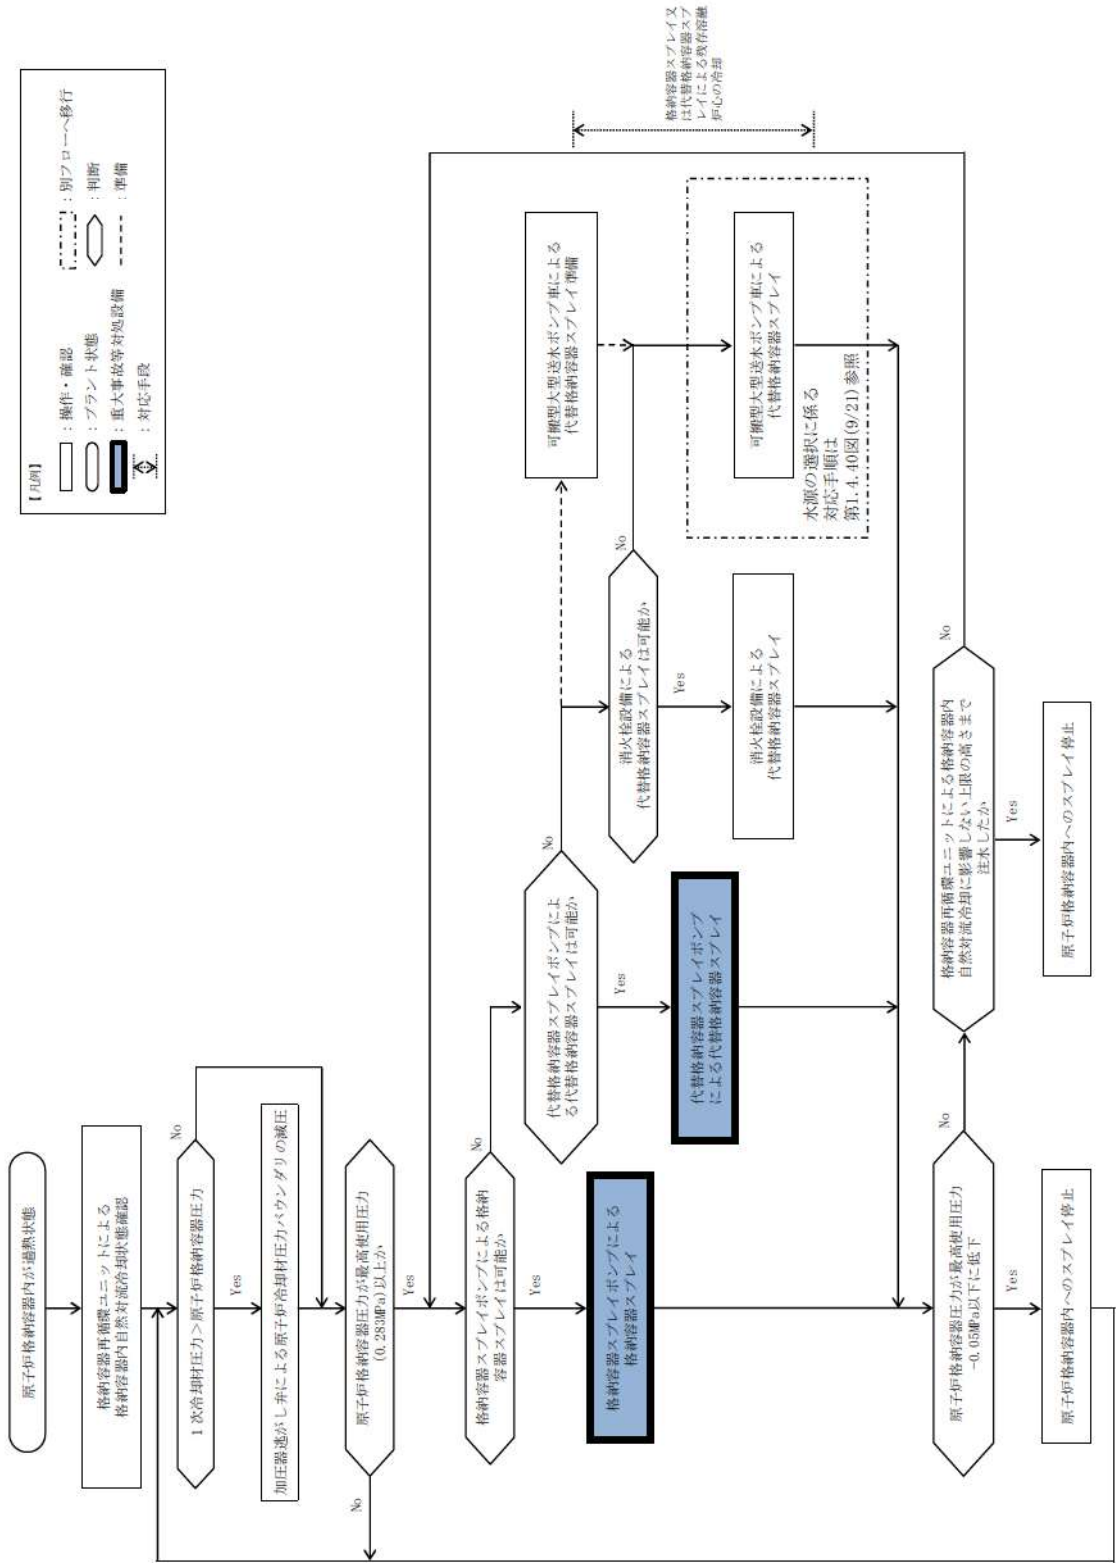 【凡例】
：操作・確認
：プラント状態
：重大事故等対処設備
：対応手段
：別フローへ移行
：判断
：準備
原子炉格納容器内が過熱状態
格納容器再循環ユニットによる
格納容器内自然対流冷却状態確認
1次冷却材圧力＞原子炉格納容器圧力
No
Yes
加圧器逃がし弁による原子炉冷却材圧力バウンダリの減圧
原子炉格納容器圧力が最高使用圧力
(0.283MPa)以上か
No
Yes
格納容器スプレイポンプによる格納
容器スプレイは可能か
No
Yes
格納容器スプレイポンプによる
格納容器スプレイ
代替格納容器スプレイポンプによ
る代替格納容器スプレイは可能か
No
Yes
代替格納容器スプレイポンプ
による代替格納容器スプレイ
消火栓設備による
代替格納容器スプレイは可能か
No
Yes
消火栓設備による
代替格納容器スプレイ
可搬型大型送水ポンプ車による
代替格納容器スプレイ準備
可搬型大型送水ポンプ車による
代替格納容器スプレイ
水源の選択に係る
対応手順は
第1.4.40図(9/21)参照
格納容器スプレイ又
は代替格納容器スプ
レイによる残存溶融
炉心の冷却
原子炉格納容器圧力が最高使用圧力
-0.05MPa以下に低下
No
Yes
原子炉格納容器内へのスプレイ停止
格納容器再循環ユニットによる格納容器内
自然対流冷却に影響しない上限の高さまで
注水したか
No
Yes
原子炉格納容器内へのスプレイ停止